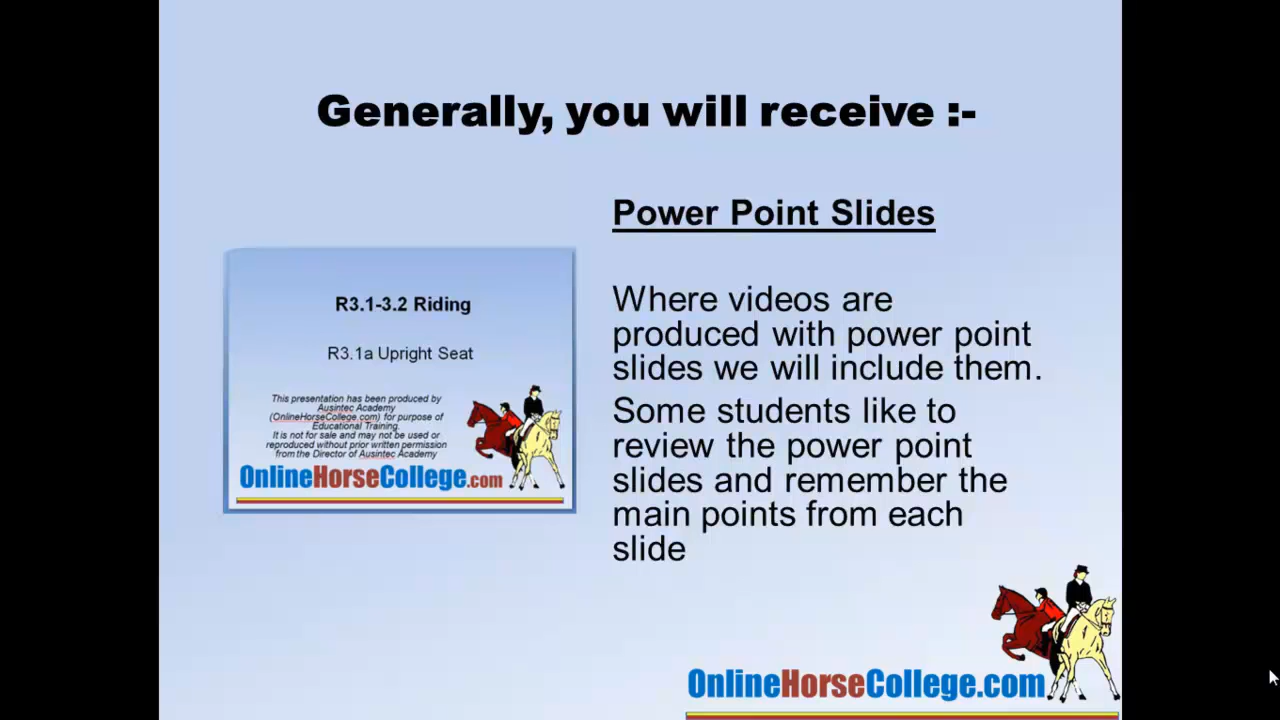 Generally, you will receive :-
Power Point Slides
Where videos are
produced with power point
slides we will include them.
Some students like to
review the power point
slides and remember the
main points from each
slide
R3.1-3.2 Riding
R3.1a Upright Seat
This presentation has been produced by
Ausintec Academy
(OnlineHorseCollege.com) for purpose of
Educational Training.
It is not for sale and may not be used or
reproduced without prior written permission
from the Director of Ausintec Academy
OnlineHorseCollege.com
OnlineHorseCollege.com